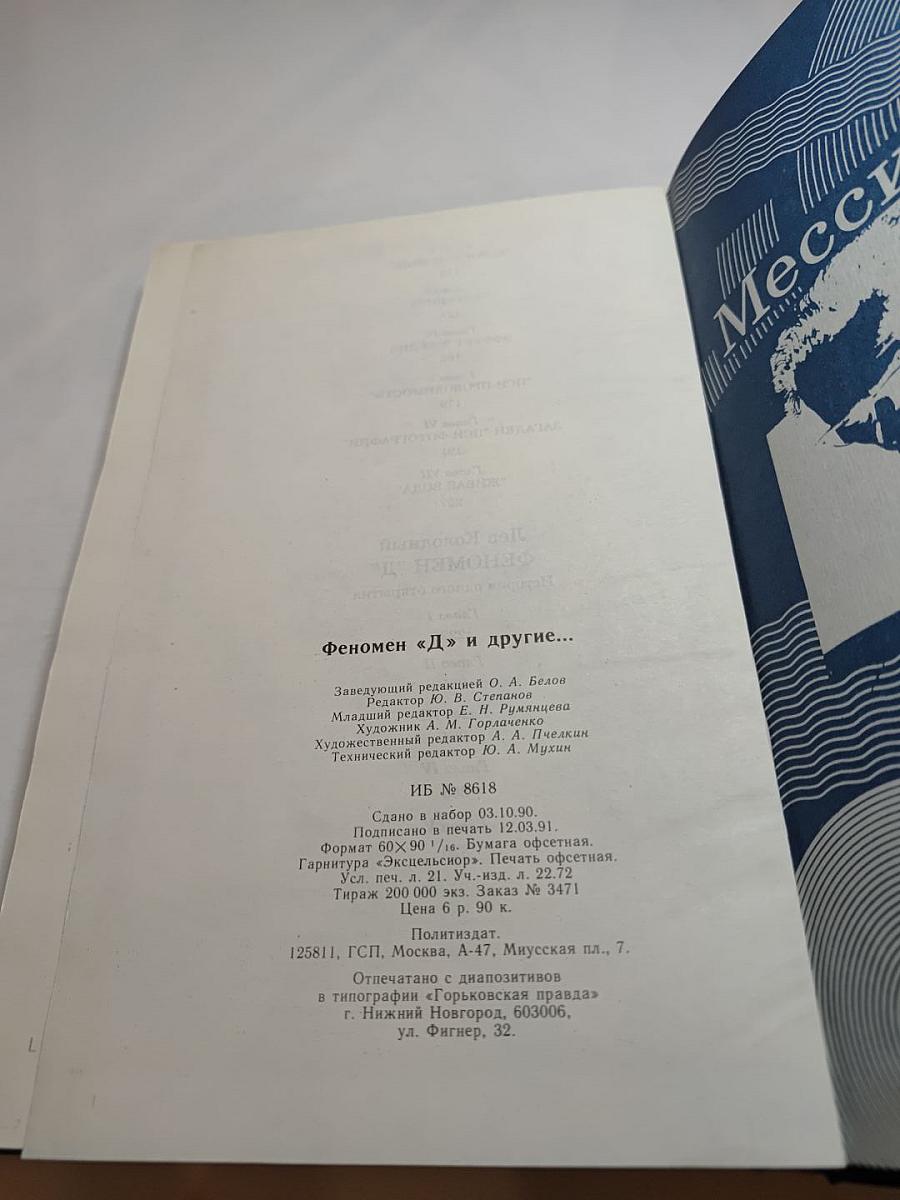 Феномен «Д» и другие...
Заведующий редакцией О. А. Белов
Редактор Ю. В. Степанов
Младший редактор Е. Н. Румянцева
Художник А. М. Горлаченко
Художественный редактор А. А. Пчелкин
Технический редактор Ю. А. Мухин
ИБ № 8618
Сдано в набор 03.10.90.
Подписано в печать 12.03.91.
Формат 60×90 1/16. Бумага офсетная.
Гарнитура «Эксцельсиор». Печать офсетная.
Усл. печ. л. 21. Уч.-изд. л. 22.72
Тираж 200 000 экз. Заказ № 3471
Цена 6 р. 90 к.
Политиздат.
125811, ГСП, Москва, А-47, Миусская пл., 7.
Отпечатано с диапозитивов
в типографии «Горьковская правда»
г. Нижний Новгород, 603006,
ул. Фигнер, 32.
Месси